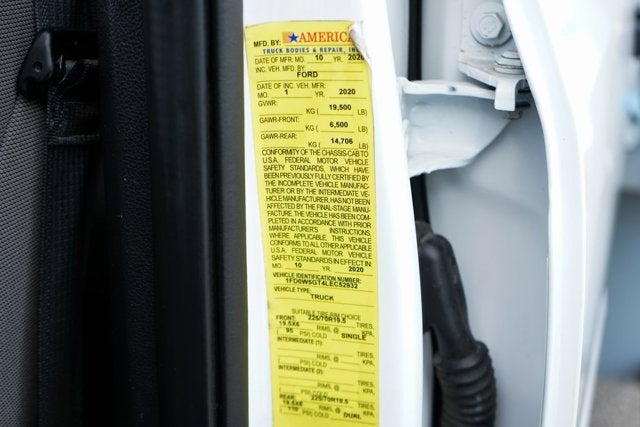 MFD. BY: ★AMERICA
TRUCK BODIES & REPAIR, INC
DATE OF MFR. MO. 10 YR. 2020
INC. VEH. MFD. BY:
FORD
DATE OF INC. VEH. MFR:
MO. 1 YR. 2020
GVWR:
KG ( 19,500 LB)
GAWR-FRONT:
KG ( 6,500 LB)
GAWR-REAR:
KG ( 14,706 LB)
CONFORMITY OF THE CHASSIS-CAB TO
U.S.A. FEDERAL MOTOR VEHICLE
SAFETY STANDARDS, WHICH HAVE
BEEN PREVIOUSLY FULLY CERTIFIED BY
THE INCOMPLETE VEHICLE MANUFAC-
TURER OR BY THE INTERMEDIATE VE-
HICLE MANUFACTURER, HAS NOT BEEN
AFFECTED BY THE FINAL-STAGE MANU-
FACTURE. THE VEHICLE HAS BEEN COM-
PLETED IN ACCORDANCE WITH PRIOR
MANUFACTURER'S INSTRUCTIONS,
WHERE APPLICABLE. THIS VEHICLE
CONFORMS TO ALL OTHER APPLICABLE
U.S.A. FEDERAL MOTOR VEHICLE
SAFETY STANDARDS IN EFFECT IN:
MO. 10 2020
VEHICLE IDENTIFICATION NUMBER:
1FD0W5GT4LEC52932
VEHICLE TYPE:
TRUCK
SUITABLE TIRE-RIM CHOICE
FRONT: 225/70R19.5 TIRES,
19.5X6 RIMS, @ KPA,
95 PSI) COLD SINGLE
INTERMEDIATE (1): TIRES,
RIMS, @ KPA,
PSI) COLD
INTERMEDIATE (2): TIRES,
RIMS, @ KPA,
PSI) COLD
REAR: 225/70R19.5 TIRES,
19.5X6 RIMS, @ KPA,
110 PSI) COLD DUAL